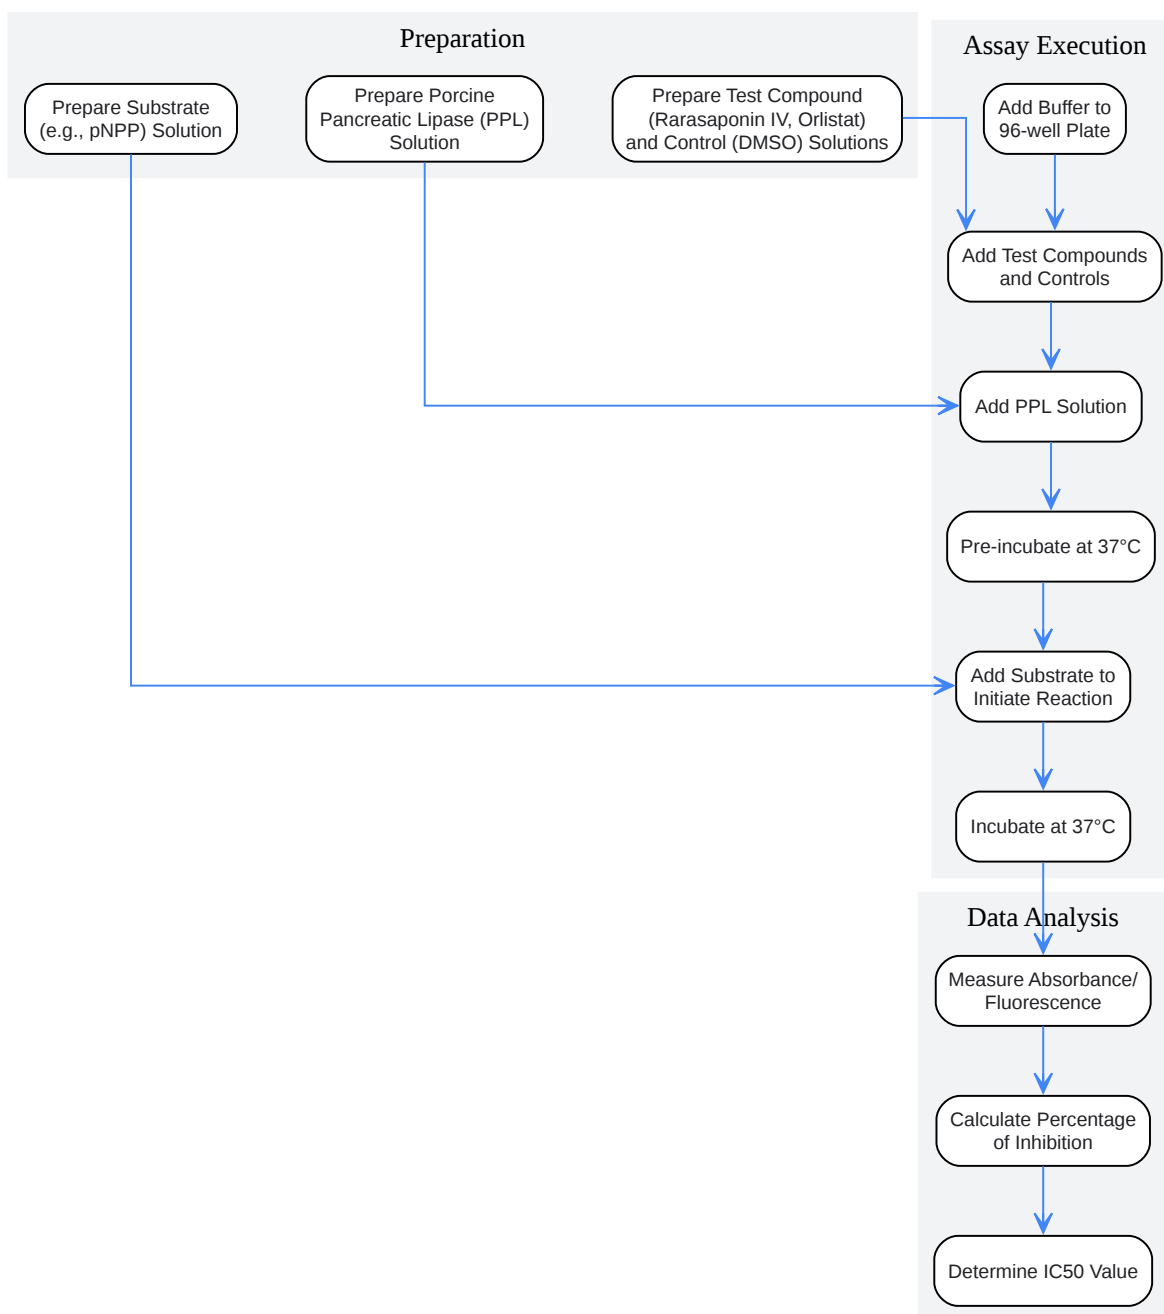 Preparation
Prepare Substrate
(e.g., pNPP) Solution
Prepare Porcine
Pancreatic Lipase (PPL)
Solution
Prepare Test Compound
(Rarasaponin IV, Orlistat)
and Control (DMSO) Solutions
Assay Execution
Add Buffer to
96-well Plate
Add Test Compounds
and Controls
Add PPL Solution
Pre-incubate at 37°C
Add Substrate to
Initiate Reaction
Incubate at 37°C
Data Analysis
Measure Absorbance/
Fluorescence
Calculate Percentage
of Inhibition
Determine IC50 Value